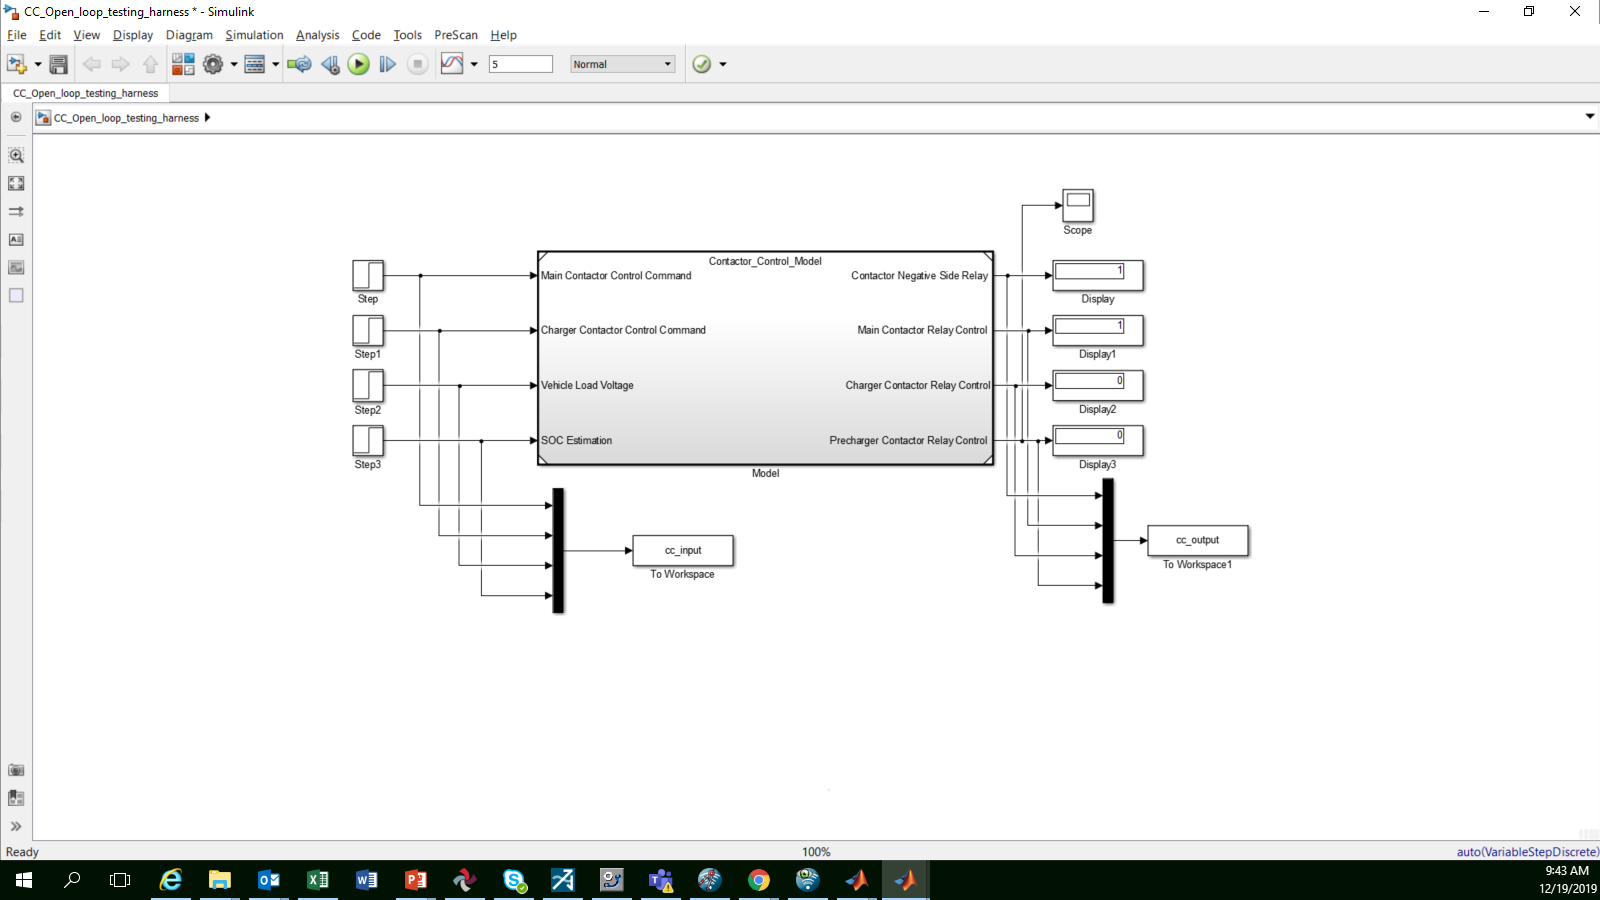 CC_Open_loop_testing_harness * - Simulink
File Edit View Display Diagram Simulation Analysis Code Tools PreScan Help
5 Normal
CC_Open_loop_testing_harness
CC_Open_loop_testing_harness
Scope
Contactor_Control_Model
Step
Main Contactor Control Command
Contactor Negative Side Relay
1
Display
Step1
Charger Contactor Control Command
Main Contactor Relay Control
1
Display1
Step2
Vehicle Load Voltage
Charger Contactor Relay Control
0
Display2
Step3
SOC Estimation
Precharger Contactor Relay Control
0
Display3
Model
cc_input
To Workspace
cc_output
To Workspace1
Ready 100% auto(VariableStepDiscrete)
9:43 AM
12/19/2019